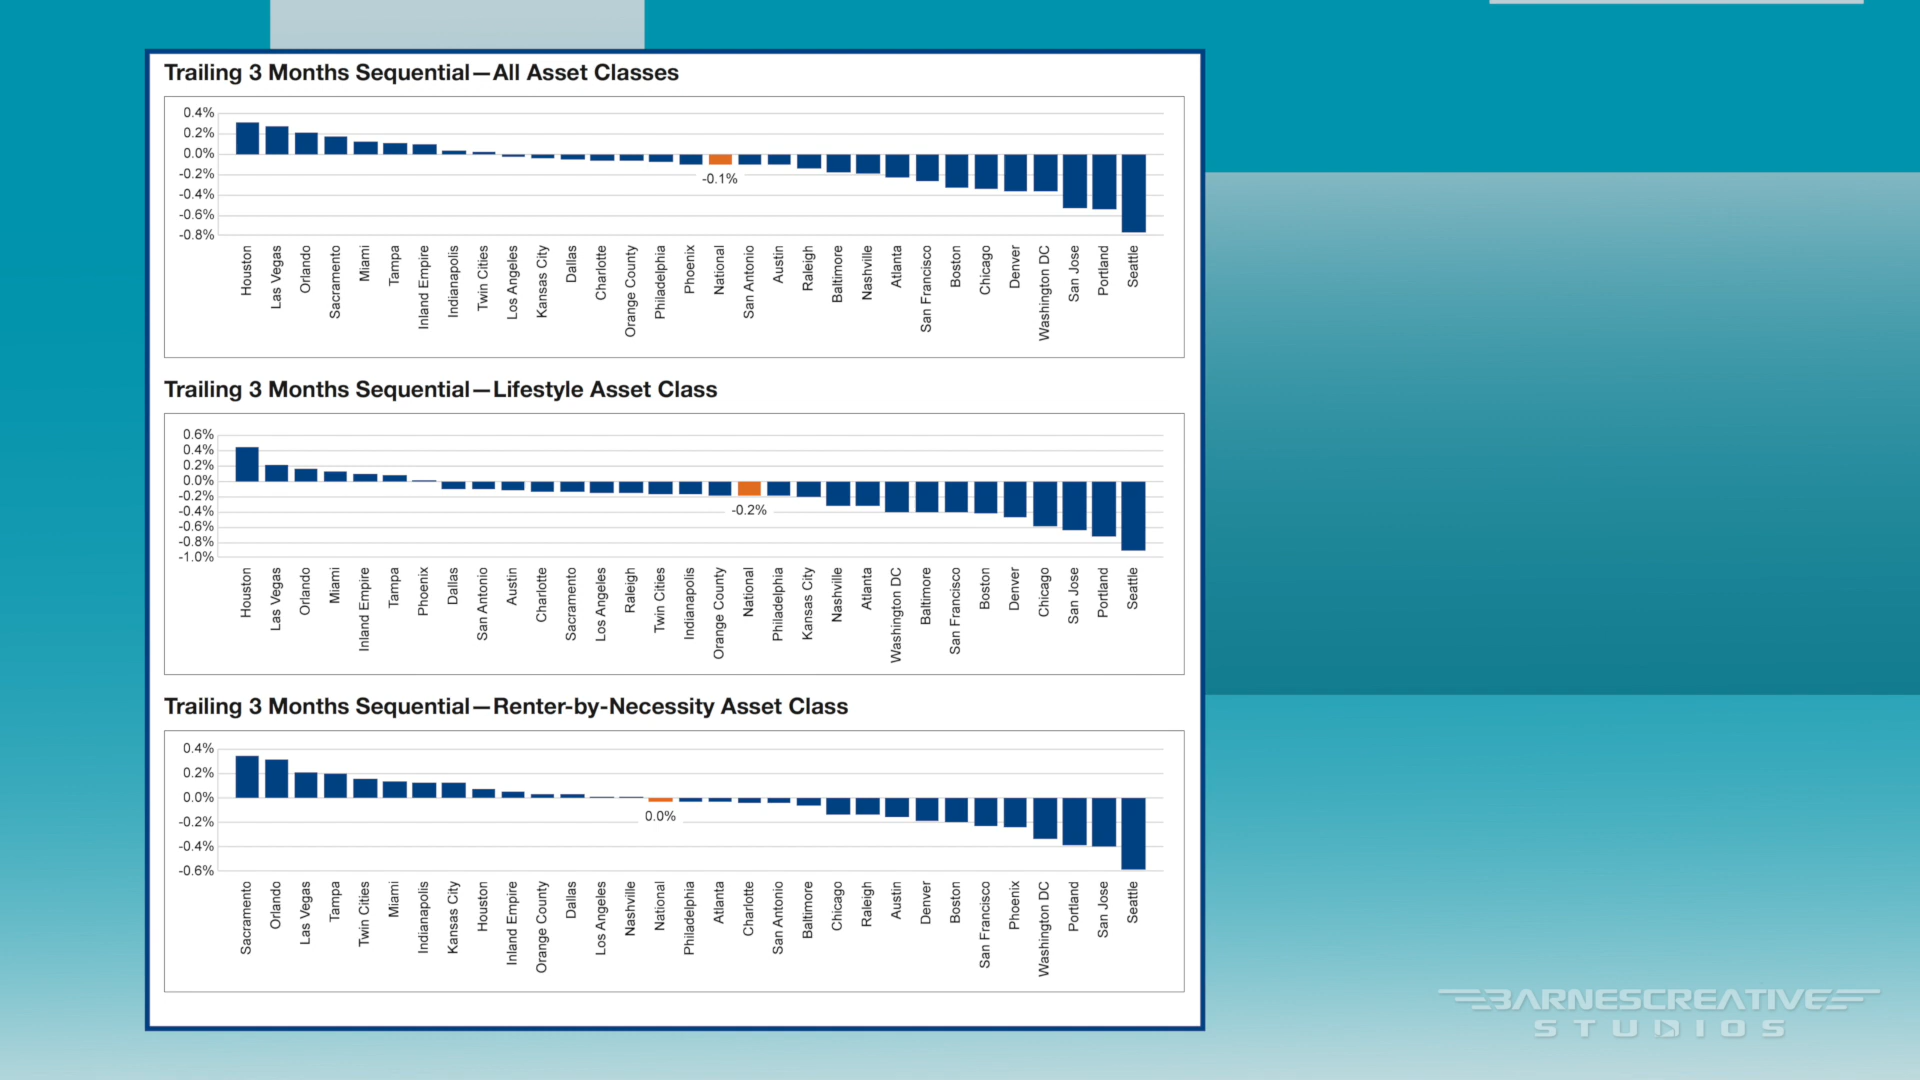 Trailing 3 Months Sequential—All Asset Classes
0.4%
0.2%
0.0%
-0.2%
-0.4%
-0.6%
-0.8%
-0.1%
Houston
Las Vegas
Orlando
Sacramento
Miami
Tampa
Inland Empire
Indianapolis
Twin Cities
Los Angeles
Kansas City
Dallas
Charlotte
Orange County
Philadelphia
Phoenix
National
San Antonio
Austin
Raleigh
Baltimore
Nashville
Atlanta
San Francisco
Boston
Chicago
Denver
Washington DC
San Jose
Portland
Seattle
Trailing 3 Months Sequential—Lifestyle Asset Class
0.6%
0.4%
0.2%
0.0%
-0.2%
-0.4%
-0.6%
-0.8%
-1.0%
-0.2%
Houston
Las Vegas
Orlando
Miami
Inland Empire
Tampa
Phoenix
Dallas
San Antonio
Austin
Charlotte
Sacramento
Los Angeles
Raleigh
Twin Cities
Indianapolis
Orange County
National
Philadelphia
Kansas City
Nashville
Atlanta
Washington DC
Baltimore
San Francisco
Boston
Denver
Chicago
San Jose
Portland
Seattle
Trailing 3 Months Sequential—Renter-by-Necessity Asset Class
0.4%
0.2%
0.0%
-0.2%
-0.4%
-0.6%
0.0%
Sacramento
Orlando
Las Vegas
Tampa
Twin Cities
Miami
Indianapolis
Kansas City
Houston
Inland Empire
Orange County
Dallas
Los Angeles
Nashville
National
Philadelphia
Atlanta
Charlotte
San Antonio
Baltimore
Chicago
Raleigh
Austin
Denver
Boston
San Francisco
Phoenix
Washington DC
Portland
San Jose
Seattle
BARNESCREATIVE
STUDIOS